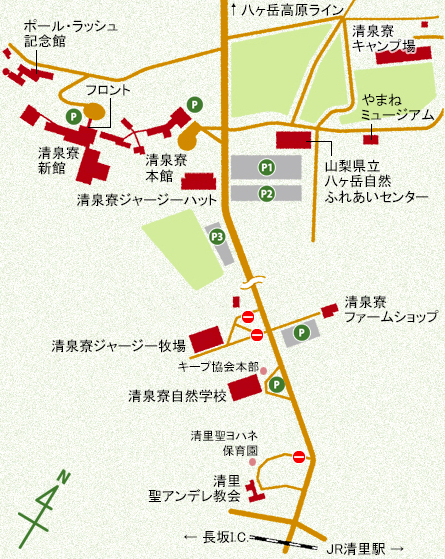 ↑八ヶ岳高原ライン
ポール・ラッシュ
記念館
清泉寮
キャンプ場
フロント
P
P
やまね
ミュージアム
清泉寮
新館
清泉寮
本館
P1
山梨県立
八ヶ岳自然
ふれあいセンター
清泉寮ジャージーハット
P2
P3
清泉寮
ファームショップ
P
清泉寮ジャージー牧場
キープ協会本部
P
清泉寮自然学校
清里聖ヨハネ
保育園
清里
聖アンデレ教会
N
← 長坂I.C.
JR清里駅 →